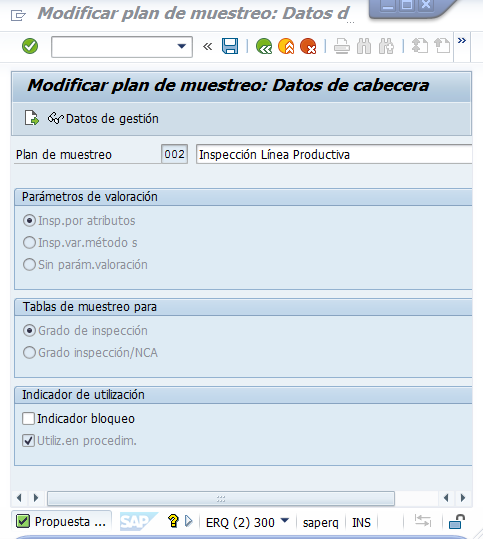 Modificar plan de muestreo: Datos d
Modificar plan de muestreo: Datos de cabecera
Datos de gestión
Plan de muestreo 002 Inspección Línea Productiva
Parámetros de valoración
Insp.por atributos
Insp.var.método s
Sin parám.valoración
Tablas de muestreo para
Grado de inspección
Grado inspección/NCA
Indicador de utilización
Indicador bloqueo
Utiliz.en procedim.
Propuesta ... SAP ERQ (2) 300 saperq INS